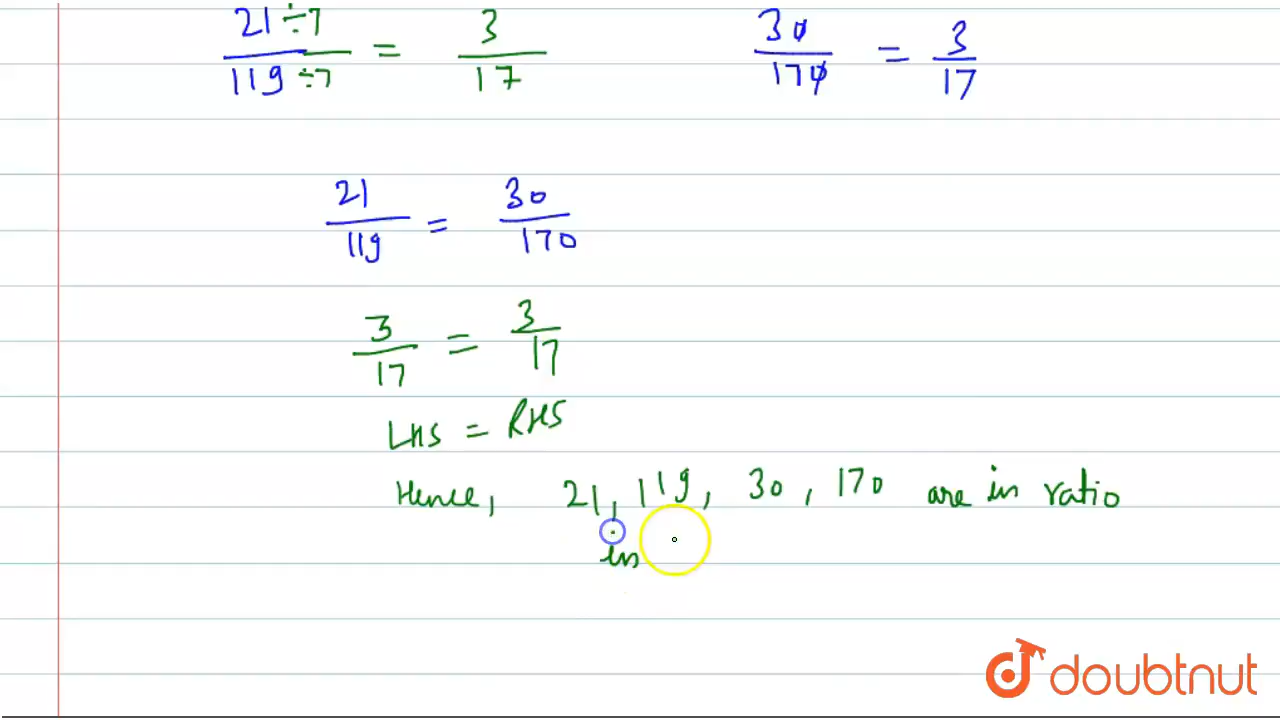 21÷7 / 119÷7 = 3 / 17   30 / 170 = 3 / 17
21 / 119 = 30 / 170
3 / 17 = 3 / 17
LHS = RHS
Hence, 21, 119, 30, 170 are in ratio
in
doubtnut